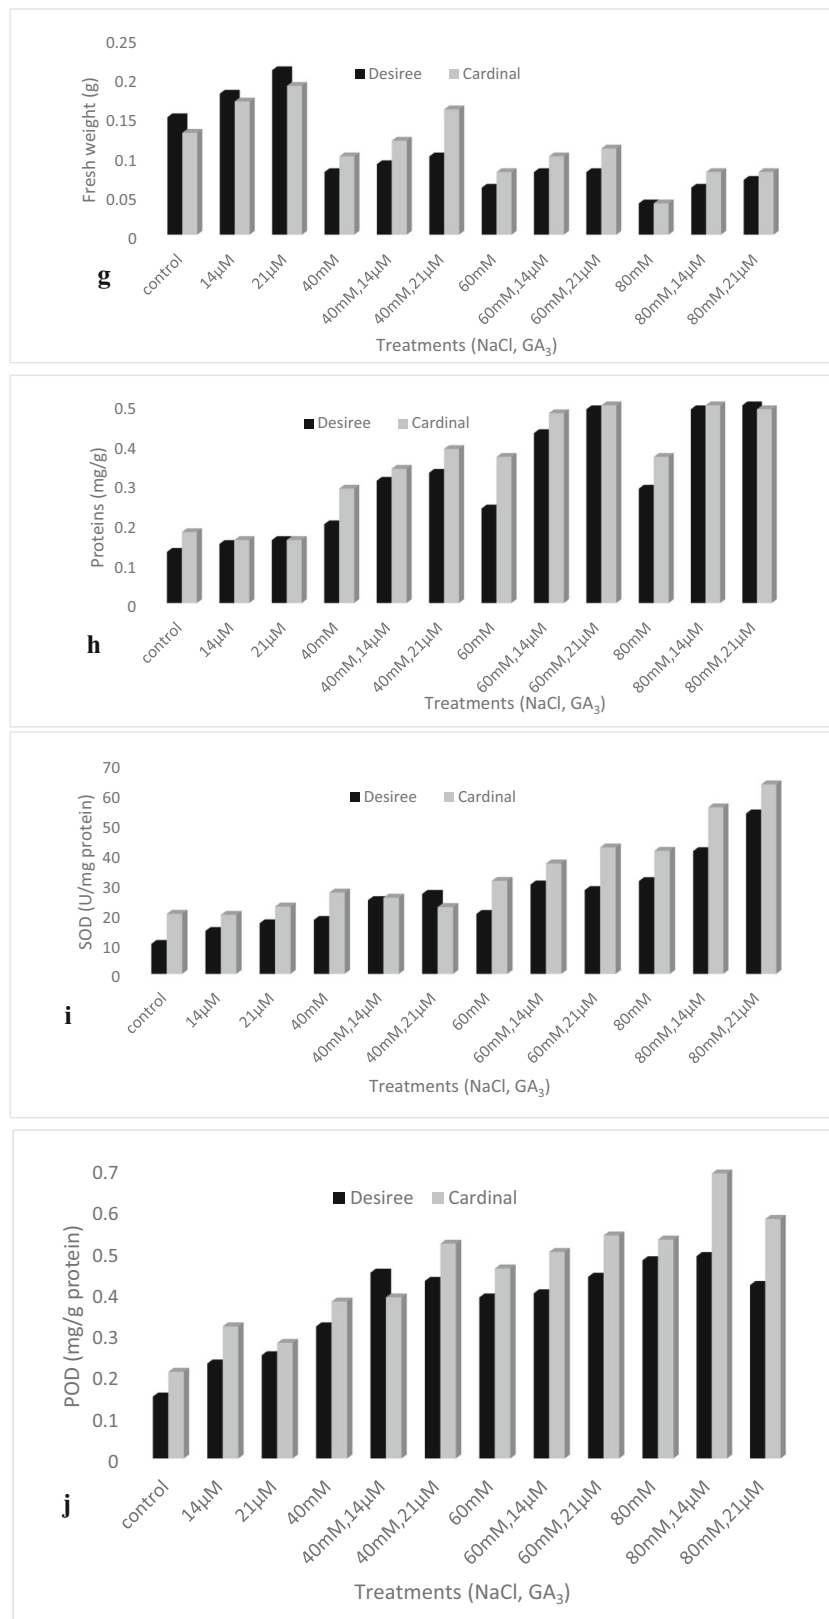 0.25
0.2
0.15
0.1
0.05
0
Fresh weight (g)
Desiree Cardinal
control 14µM 21µM 40mM 40mM,14µM 40mM,21µM 60mM 60mM,14µM 60mM,21µM 80mM 80mM,14µM 80mM,21µM
g
Treatments (NaCl, GA₃)
0.5
0.4
0.3
0.2
0.1
0
Proteins (mg/g)
Desiree Cardinal
control 14µM 21µM 40mM 40mM,14µM 40mM,21µM 60mM 60mM,14µM 60mM,21µM 80mM 80mM,14µM 80mM,21µM
h
Treatments (NaCl, GA₃)
70
60
50
40
30
20
10
0
SOD (U/mg protein)
Desiree Cardinal
control 14µM 21µM 40mM 40mM,14µM 40mM,21µM 60mM 60mM,14µM 60mM,21µM 80mM 80mM,14µM 80mM,21µM
i
Treatments (NaCl, GA₃)
0.7
0.6
0.5
0.4
0.3
0.2
0.1
0
POD (mg/g protein)
Desiree Cardinal
control 14µM 21µM 40mM 40mM,14µM 40mM,21µM 60mM 60mM,14µM 60mM,21µM 80mM 80mM,14µM 80mM,21µM
j
Treatments (NaCl, GA₃)